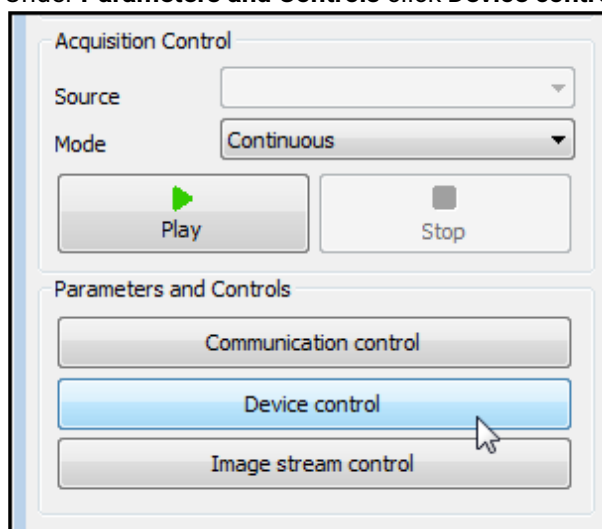 Under Parameters and Controls click Device contr
Acquisition Control
Source
Mode Continuous
Play Stop
Parameters and Controls
Communication control
Device control
Image stream control